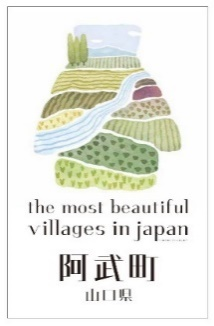 the most beautiful
villages in japan
阿武町
山口県